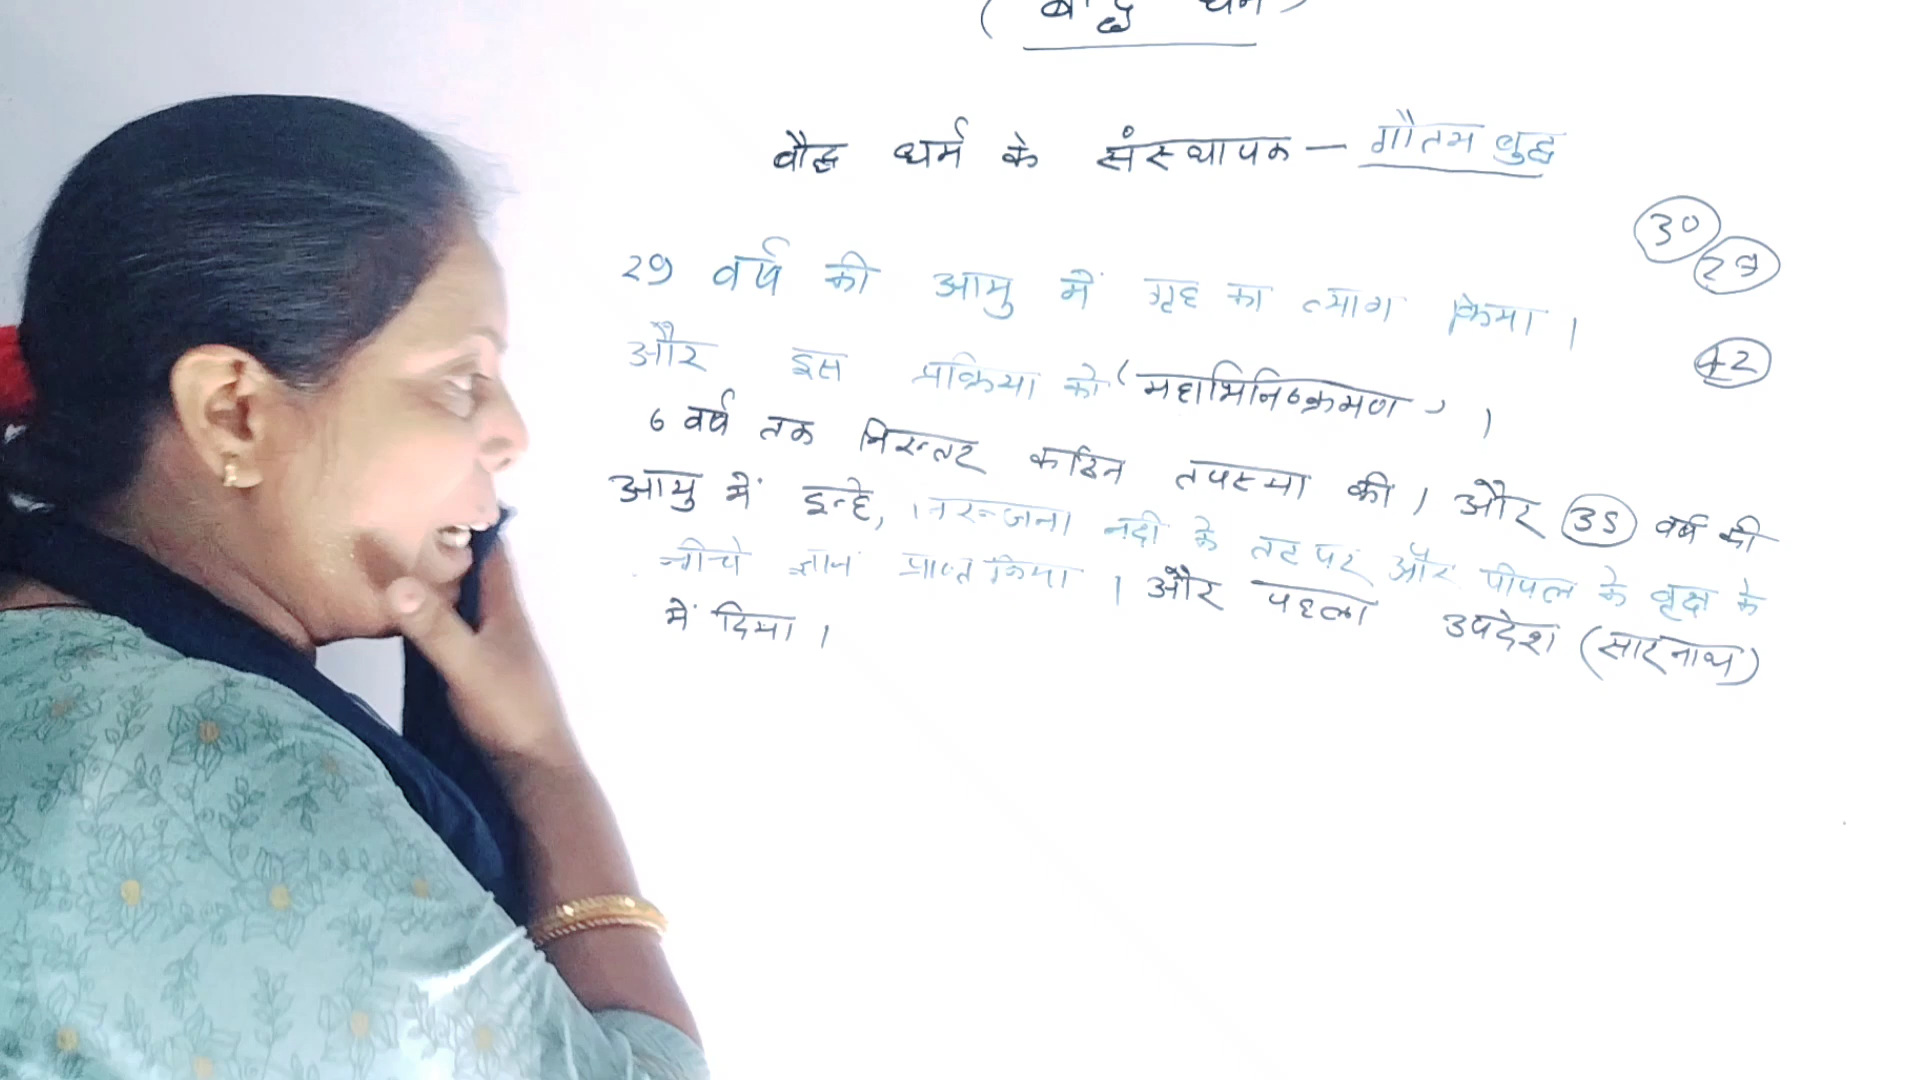 (बौद्ध धर्म)
बौद्ध धर्म के संस्थापक – गौतम बुद्ध
30
29
29 वर्ष की आयु में गृह का त्याग किया ।
42
और इस प्रक्रिया को (महाभिनिष्क्रमण) ।
6 वर्ष तक निरन्तर कठिन तपस्या की । और 35 वर्ष की
आयु में इन्हे, निरन्जना नदी के तट पर और पीपल के वृक्ष के
नीचे ज्ञान प्राप्त किया । और पहला उपदेश (सारनाथ)
में दिया ।